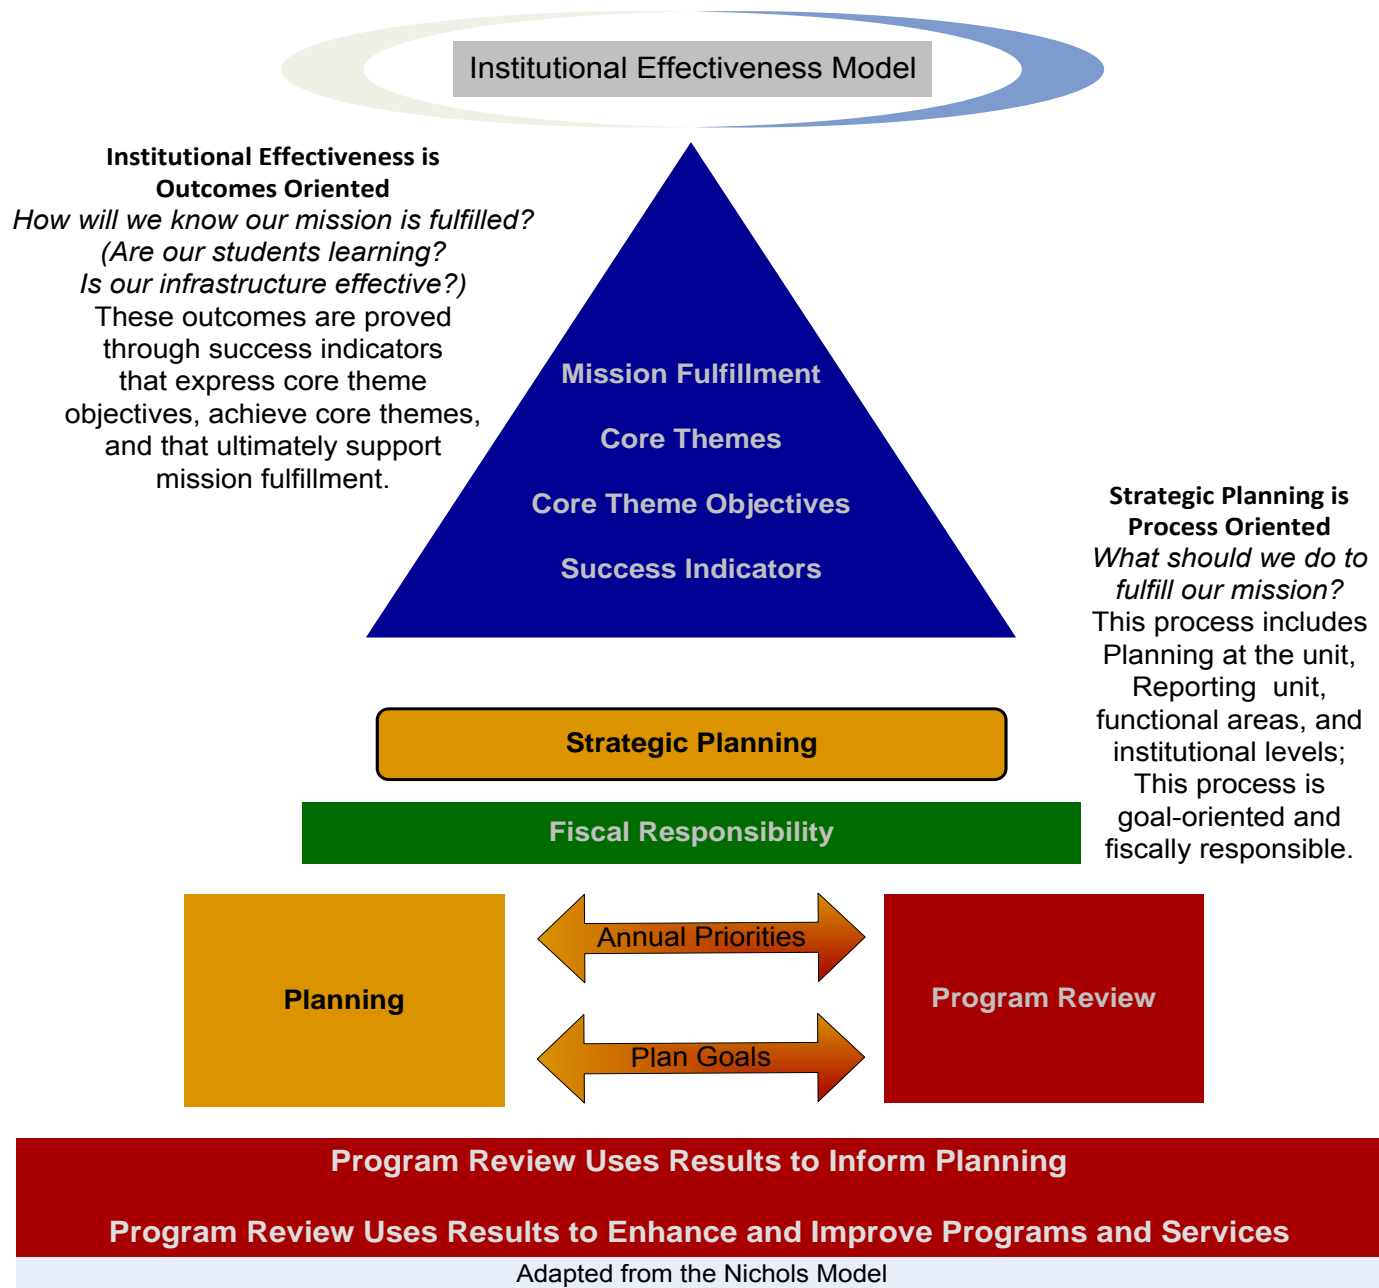 Institutional Effectiveness Model
Institutional Effectiveness is
Outcomes Oriented
How will we know our mission is fulfilled?
(Are our students learning?
Is our infrastructure effective?)
These outcomes are proved
through success indicators
that express core theme
objectives, achieve core themes,
and that ultimately support
mission fulfillment.
Mission Fulfillment
Core Themes
Core Theme Objectives
Success Indicators
Strategic Planning is
Process Oriented
What should we do to
fulfill our mission?
This process includes
Planning at the unit,
Reporting unit,
functional areas, and
institutional levels;
This process is
goal-oriented and
fiscally responsible.
Strategic Planning
Fiscal Responsibility
Planning
Annual Priorities
Plan Goals
Program Review
Program Review Uses Results to Inform Planning
Program Review Uses Results to Enhance and Improve Programs and Services
Adapted from the Nichols Model